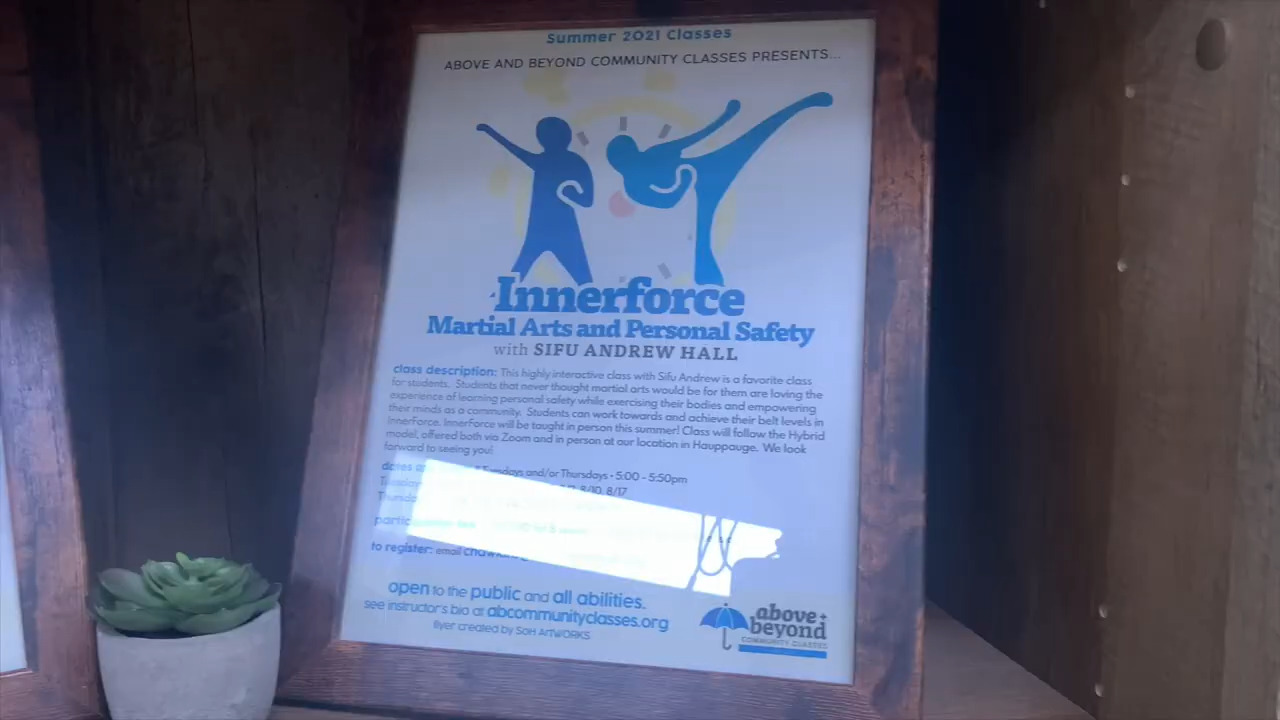 Summer 2021 Classes
ABOVE AND BEYOND COMMUNITY CLASSES PRESENTS...
Innerforce
Martial Arts and Personal Safety
with SIFU ANDREW HALL
class description: This highly interactive class with Sifu Andrew is a favorite class
for students. Students that never thought martial arts would be for them are loving the
experience of learning personal safety while exercising their bodies and empowering
their minds as a community. Students can work towards and achieve their belt levels in
InnerForce. InnerForce will be taught in person this summer! Class will follow the Hybrid
model, offered both via Zoom and in person at our location in Hauppauge. We look
forward to seeing you!
dates Tuesdays and/or Thursdays • 5:00 - 5:50pm
8/10, 8/17
to register: email
open to the public and all abilities.
see instructor's bio at abcommunityclasses.org
flyer created by SoH ArtWORKS
above +
beyond
COMMUNITY CLASSES